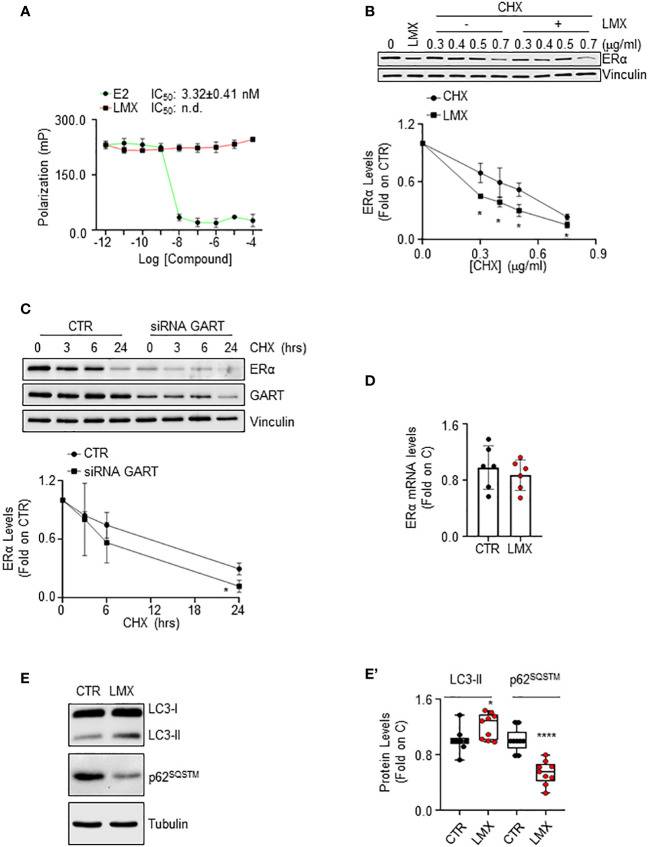 A
E2 IC50: 3.32±0.41 nM
LMX IC50: n.d.
Polarization (mP)
300.0
150.0
0.0
-12 -10 -8 -6 -4
Log [Compound]
B
CHX
- + LMX
0 LMX 0.3 0.4 0.5 0.7 0.3 0.4 0.5 0.7 (μg/ml)
ERα
Vinculin
CHX
LMX
ERα Levels
(Fold on CTR)
1.2
0.6
0.0
* * * *
0.0 0.3 0.6 0.9
[CHX] (μg/ml)
C
CTR siRNA GART
0 3 6 24 0 3 6 24 CHX (hrs)
ERα
GART
Vinculin
CTR
siRNA GART
ERα Levels
(Fold on CTR)
1.2
0.6
0.0
*
0 6 12 18 24
CHX (hrs)
D
ERα mRNA levels
(Fold on C)
1.6
0.8
0.0
CTR LMX
E
CTR LMX
LC3-I
LC3-II
p62SQSTM
Tubulin
E'
LC3-II p62SQSTM
Protein Levels
(Fold on C)
1.6
0.8
0.0
* ****
CTR LMX CTR LMX